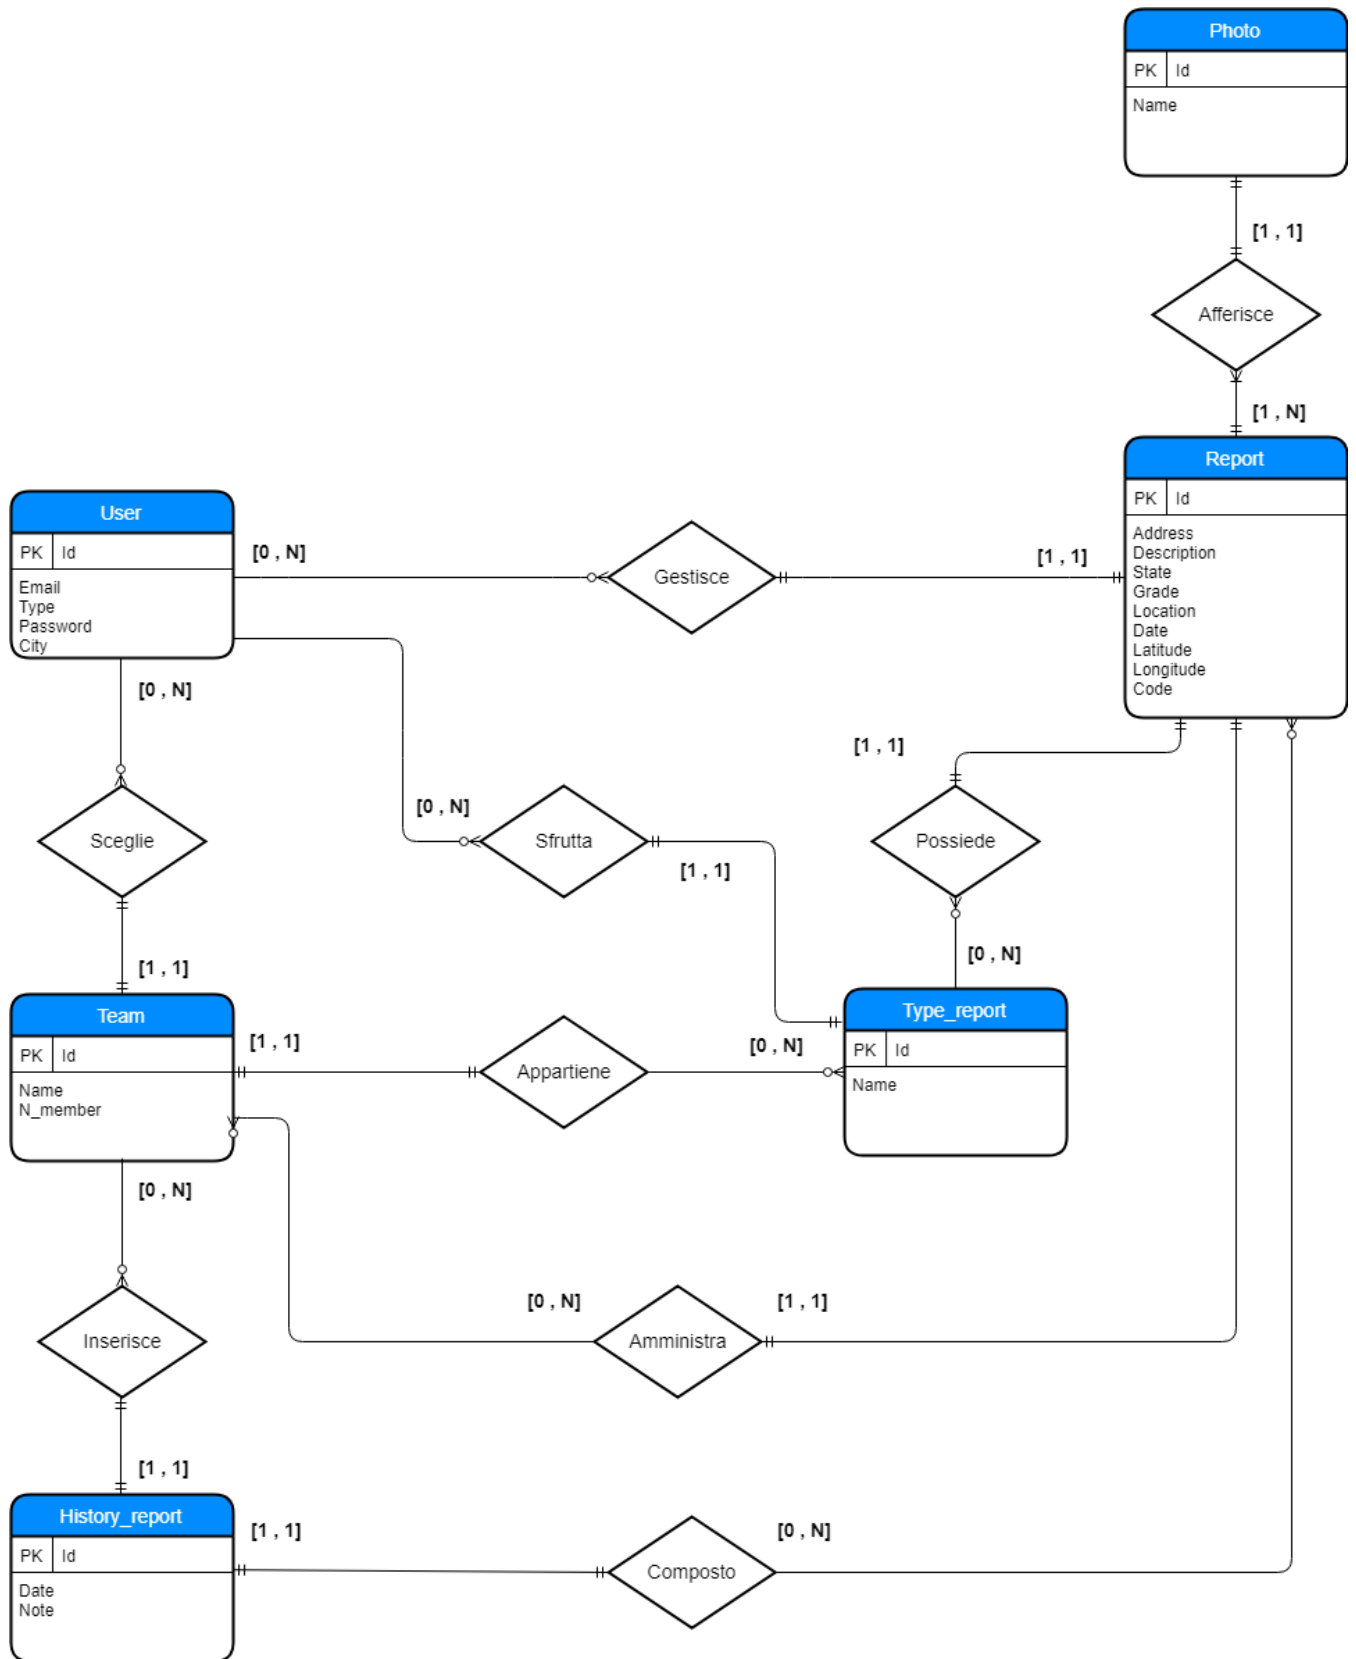 Photo
PK Id
Name
[1 , 1]
Afferisce
[1 , N]
Report
PK Id
Address
Description
State
Grade
Location
Date
Latitude
Longitude
Code
User
PK Id
Email
Type
Password
City
[0 , N]
Gestisce
[1 , 1]
[0 , N]
Sceglie
[1 , 1]
[0 , N]
Sfrutta
[1 , 1]
[1 , 1]
Possiede
[0 , N]
Team
PK Id
Name
N_member
[1 , 1]
Appartiene
[0 , N]
Type_report
PK Id
Name
[0 , N]
Inserisce
[1 , 1]
[0 , N]
Amministra
[1 , 1]
History_report
PK Id
Date
Note
[1 , 1]
Composto
[0 , N]